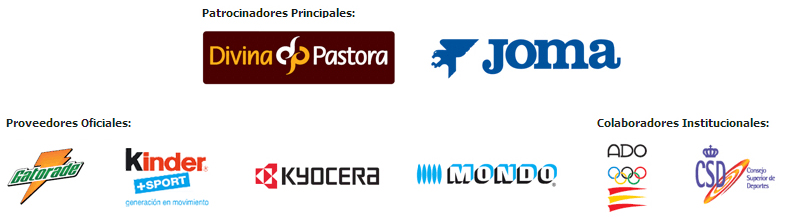 Patrocinadores Principales:
Divina Pastora
JOMA
Proveedores Oficiales:
Colaboradores Institucionales:
Gatorade
Kinder
+SPORT
generación en movimiento
KYOCERA
MONDO
ADO
CSD
Consejo
Superior de
Deportes